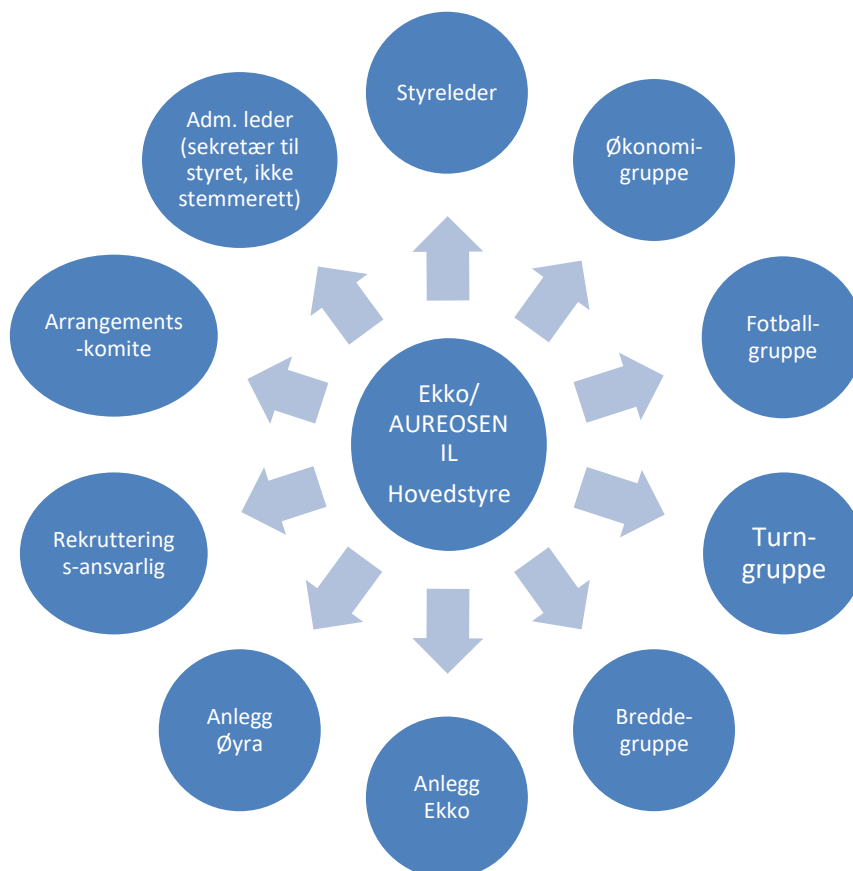 Styreleder
Økonomi-
gruppe
Fotball-
gruppe
Turn-
gruppe
Bredde-
gruppe
Anlegg
Ekko
Anlegg
Øyra
Rekruttering
s-ansvarlig
Arrangements
-komite
Adm. leder
(sekretær til
styret, ikke
stemmerett)
Ekko/
AUREOSEN
IL
Hovedstyre